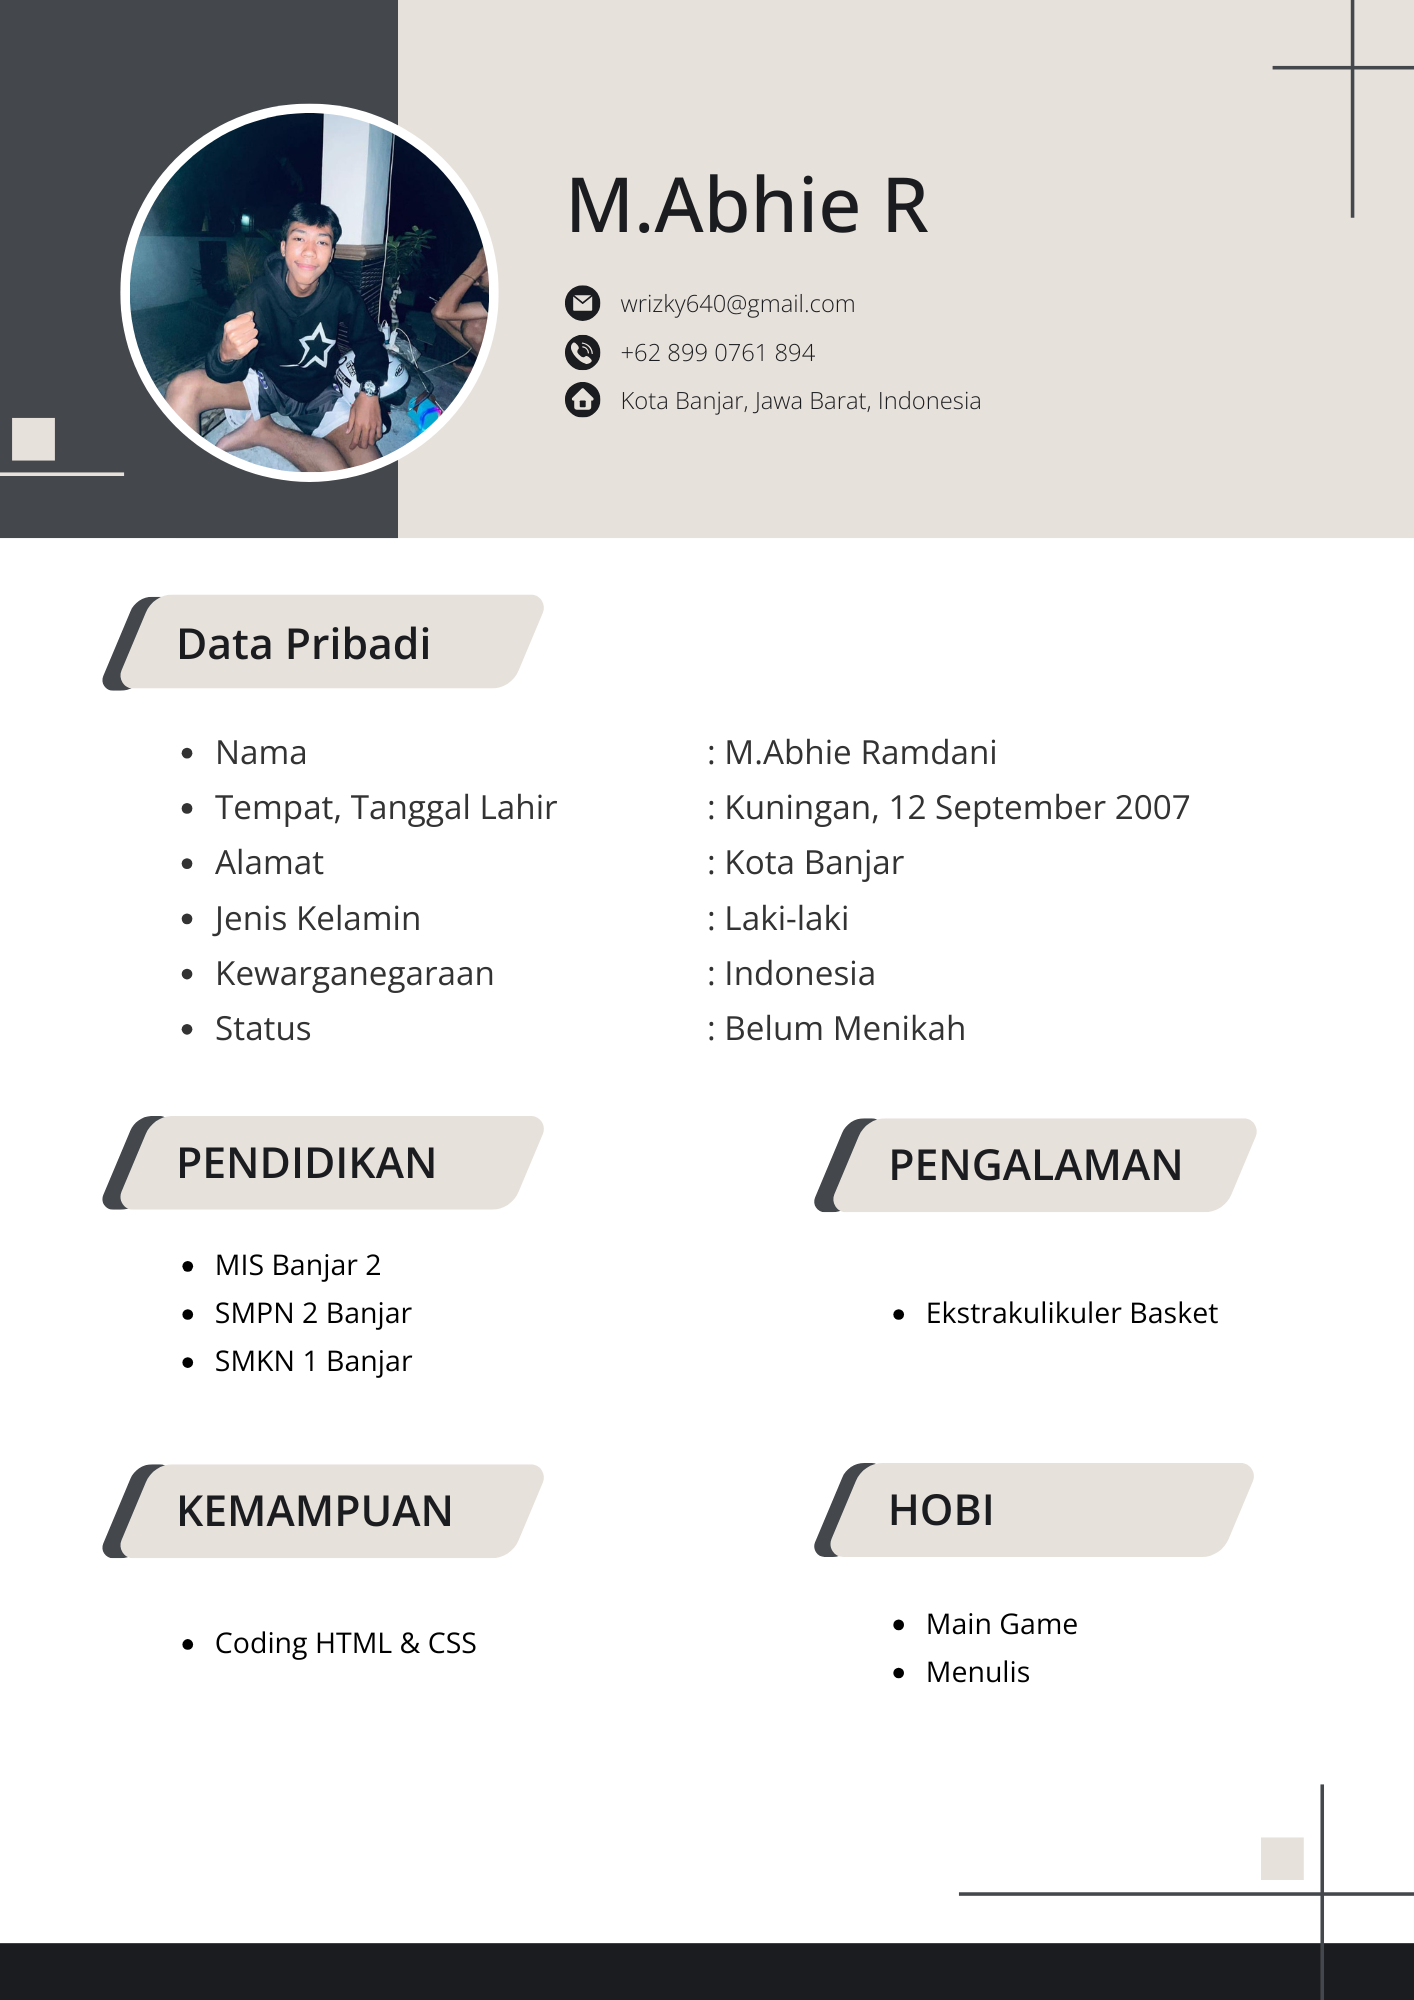 M.Abhie R
wrizky640@gmail.com
+62 899 0761 894
Kota Banjar, Jawa Barat, Indonesia
Data Pribadi
• Nama : M.Abhie Ramdani
• Tempat, Tanggal Lahir : Kuningan, 12 September 2007
• Alamat : Kota Banjar
• Jenis Kelamin : Laki-laki
• Kewarganegaraan : Indonesia
• Status : Belum Menikah
PENDIDIKAN
• MIS Banjar 2
• SMPN 2 Banjar
• SMKN 1 Banjar
PENGALAMAN
• Ekstrakulikuler Basket
KEMAMPUAN
• Coding HTML & CSS
HOBI
• Main Game
• Menulis